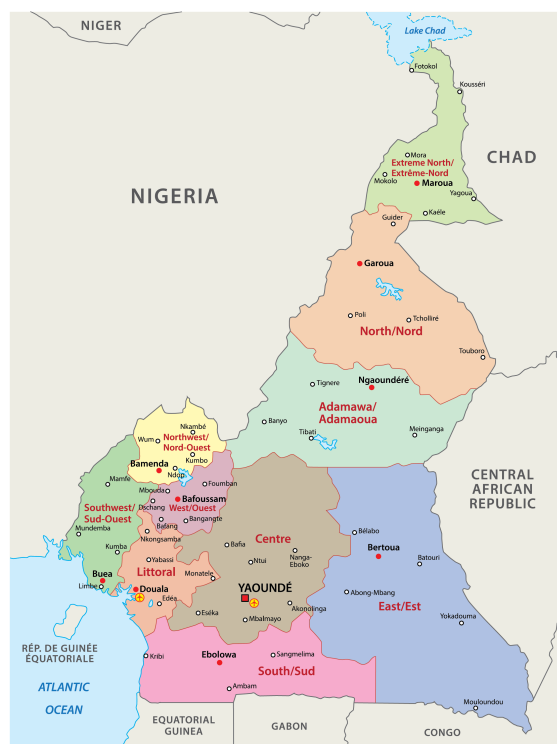 NIGER
Lake Chad
Fotokol
Kousséri
CHAD
Mora
Extreme North/
Extrême-Nord
Mokolo
Maroua
Yagoua
NIGERIA
Kaéle
Guider
Garoua
Poli
Tcholliré
North/Nord
Touboro
Tignere
Ngaoundéré
Adamawa/
Adamaoua
Banyo
Tibati
Meinganga
Nkambé
Wum
Northwest/
Nord-Ouest
Kumbo
Bamenda
Ndop
CENTRAL
AFRICAN
REPUBLIC
Mamfe
Foumban
Mbouda
Bafoussam
Dschang
West/Ouest
Southwest/
Sud-Ouest
Bafang
Bangangte
Mundemba
Nkongsamba
Centre
Bélabo
Kumba
Bafia
Bertoua
Yabassi
Ntui
Nanga-
Eboko
Batouri
Buea
Littoral
Monatele
Limbe
Douala
YAOUNDÉ
Abong-Mbang
Edéa
Akonolinga
East/Est
Eséka
Mbalmayo
Yokadouma
RÉP. DE GUINÉE
ÉQUATORIALE
Kribi
Ebolowa
Sangmelima
South/Sud
ATLANTIC
OCEAN
Ambam
Mouloundou
EQUATORIAL
GUINEA
GABON
CONGO